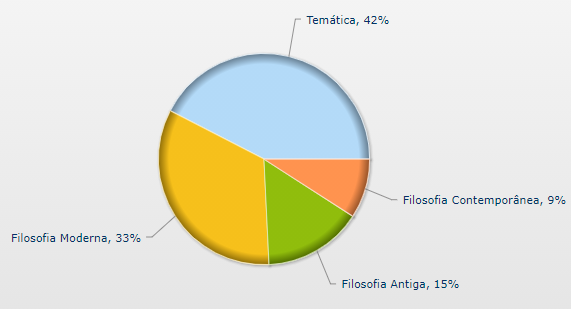 Temática, 42%
Filosofia Contemporânea, 9%
Filosofia Moderna, 33%
Filosofia Antiga, 15%